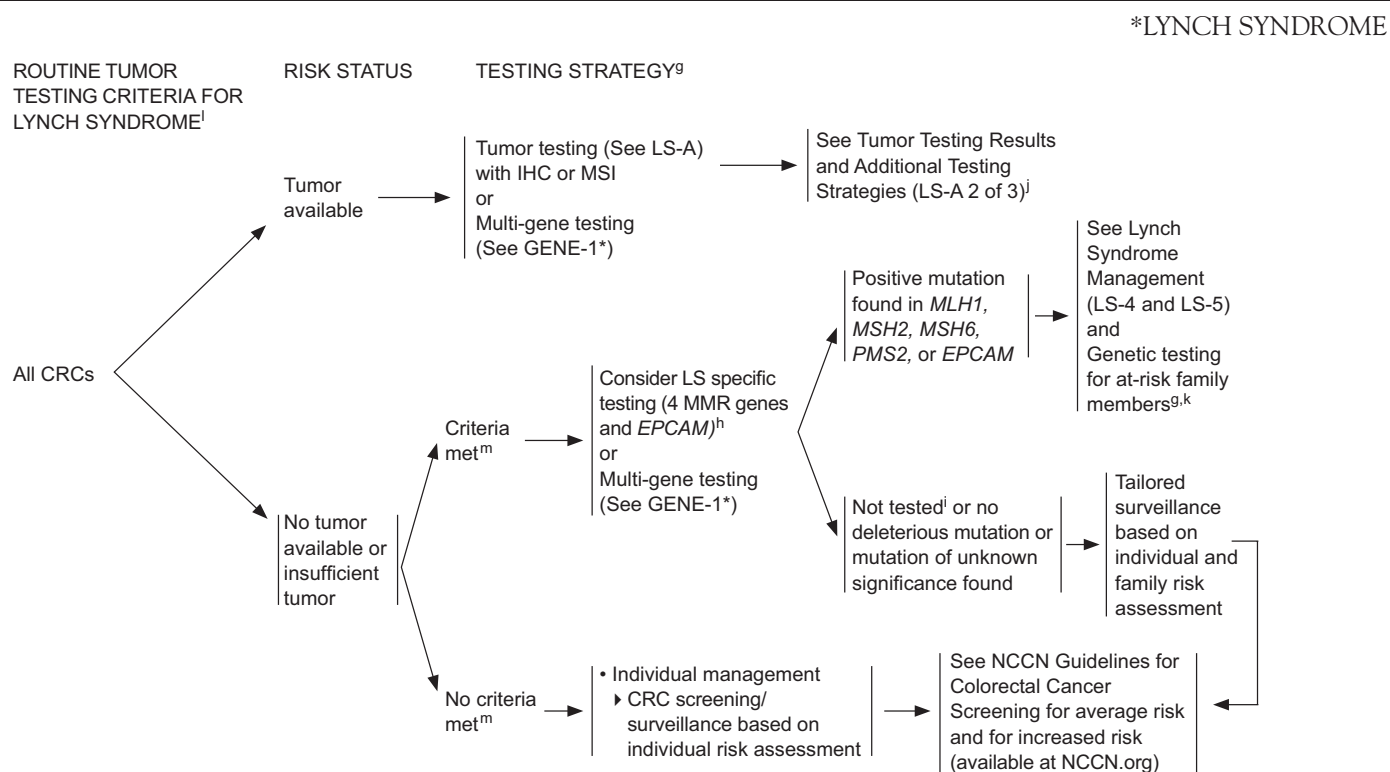 *LYNCH SYNDROME
ROUTINE TUMOR
TESTING CRITERIA FOR
LYNCH SYNDROMEl
RISK STATUS
TESTING STRATEGYg
All CRCs
Tumor
available
Tumor testing (See LS-A)
with IHC or MSI
or
Multi-gene testing
(See GENE-1*)
See Tumor Testing Results
and Additional Testing
Strategies (LS-A 2 of 3)j
No tumor
available or
insufficient
tumor
Criteria
metm
Consider LS specific
testing (4 MMR genes
and EPCAM)h
or
Multi-gene testing
(See GENE-1*)
Positive mutation
found in MLH1,
MSH2, MSH6,
PMS2, or EPCAM
See Lynch
Syndrome
Management
(LS-4 and LS-5)
and
Genetic testing
for at-risk family
membersg,k
Not testedi or no
deleterious mutation or
mutation of unknown
significance found
Tailored
surveillance
based on
individual and
family risk
assessment
No criteria
metm
• Individual management
▸ CRC screening/
surveillance based on
individual risk assessment
See NCCN Guidelines for
Colorectal Cancer
Screening for average risk
and for increased risk
(available at NCCN.org)